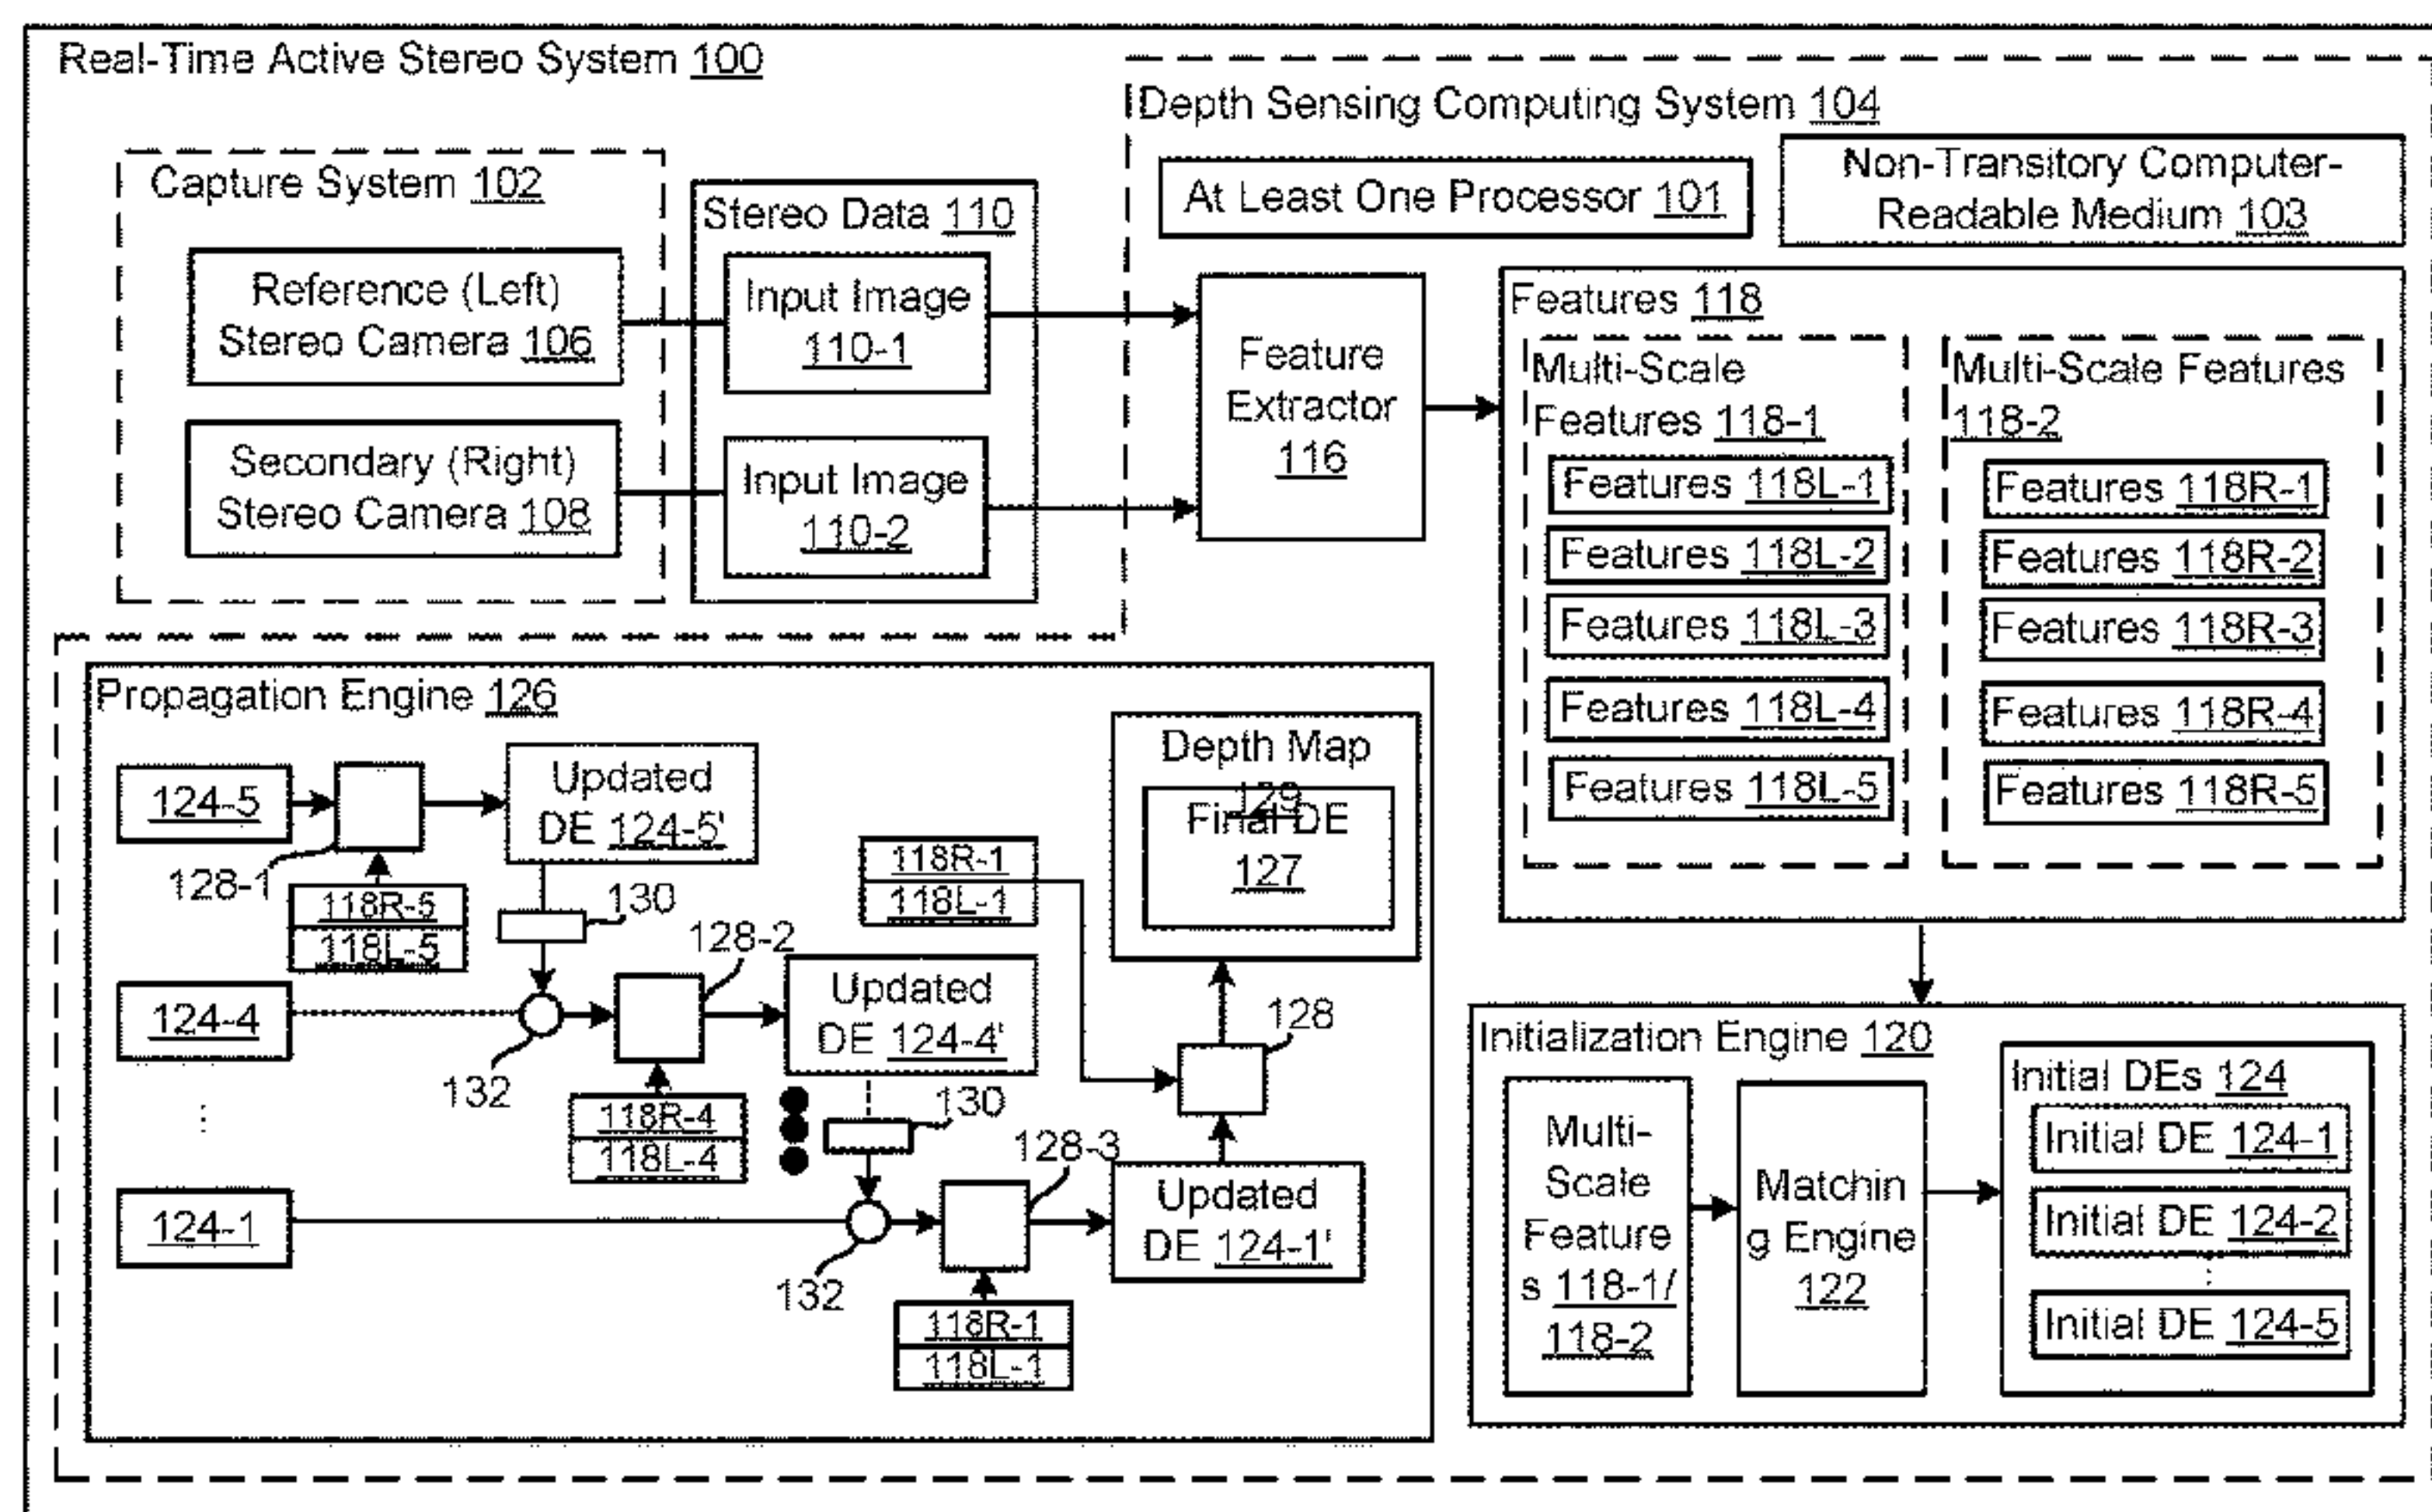 Real-Time Active Stereo System 100
Capture System 102
Reference (Left)
Stereo Camera 106
Secondary (Right)
Stereo Camera 108
Stereo Data 110
Input Image
110-1
Input Image
110-2
Depth Sensing Computing System 104
At Least One Processor 101
Non-Transitory Computer-
Readable Medium 103
Feature
Extractor
116
Features 118
Multi-Scale
Features 118-1
Features 118L-1
Features 118L-2
Features 118L-3
Features 118L-4
Features 118L-5
Multi-Scale Features
118-2
Features 118R-1
Features 118R-2
Features 118R-3
Features 118R-4
Features 118R-5
Propagation Engine 126
124-5
128-1
118R-5
118L-5
Updated
DE 124-5'
130
124-4
132
128-2
118R-4
118L-4
Updated
DE 124-4'
130
124-1
132
128-3
118R-1
118L-1
Updated
DE 124-1'
118R-1
118L-1
128
Depth Map
129
Final DE
127
Initialization Engine 120
Multi-
Scale
Feature
s 118-1/
118-2
Matchin
g Engine
122
Initial DEs 124
Initial DE 124-1
Initial DE 124-2
Initial DE 124-5